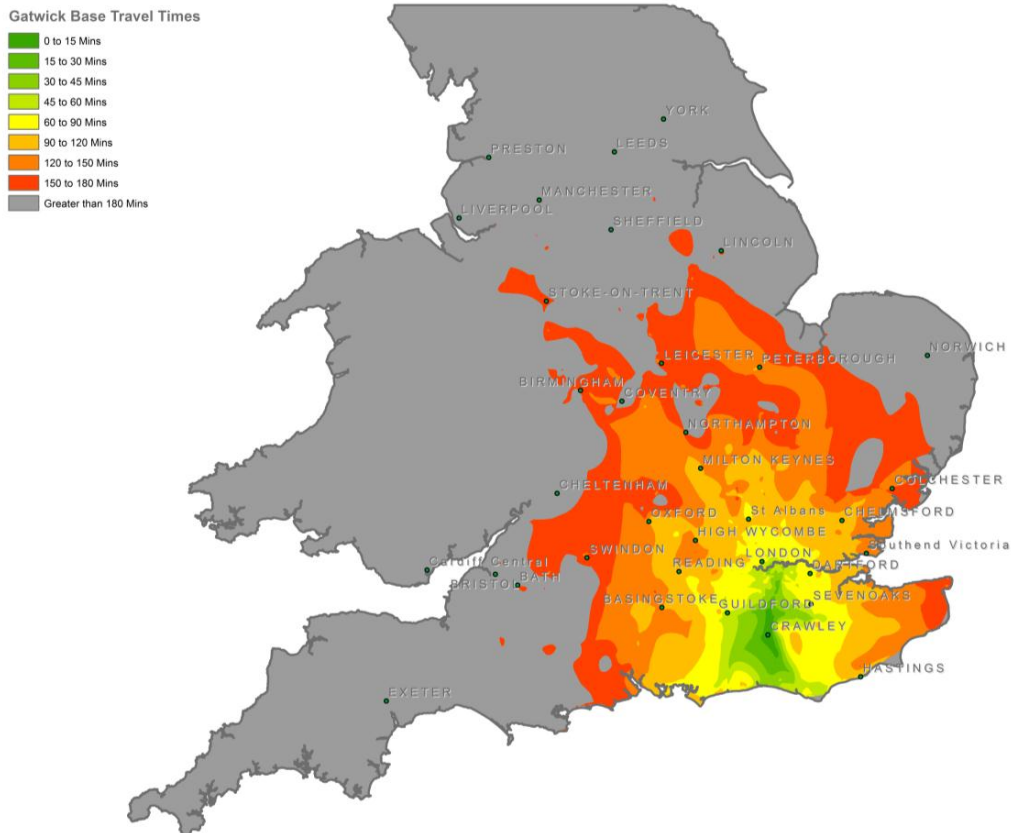 Gatwick Base Travel Times
0 to 15 Mins
15 to 30 Mins
30 to 45 Mins
45 to 60 Mins
60 to 90 Mins
90 to 120 Mins
120 to 150 Mins
150 to 180 Mins
Greater than 180 Mins
YORK
LEEDS
PRESTON
MANCHESTER
LIVERPOOL
SHEFFIELD
LINCOLN
STOKE-ON-TRENT
NORWICH
LEICESTER
PETERBOROUGH
BIRMINGHAM
COVENTRY
NORTHAMPTON
MILTON KEYNES
COLCHESTER
CHELTENHAM
St Albans
OXFORD
CHELMSFORD
HIGH WYCOMBE
Southend Victoria
SWINDON
LONDON
Cardiff Central
READING
DARTFORD
BRISTOL
BATH
BASINGSTOKE
GUILDFORD
SEVENOAKS
CRAWLEY
HASTINGS
EXETER